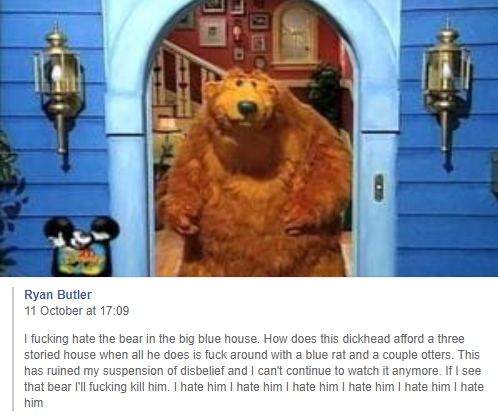 Ryan Butler
11 October at 17:09
I fucking hate the bear in the big blue house. How does this dickhead afford a three
storied house when all he does is fuck around with a blue rat and a couple otters. This
has ruined my suspension of disbelief and I can't continue to watch it anymore. If I see
that bear I'll fucking kill him. I hate him I hate him I hate him I hate him I hate him I hate
him